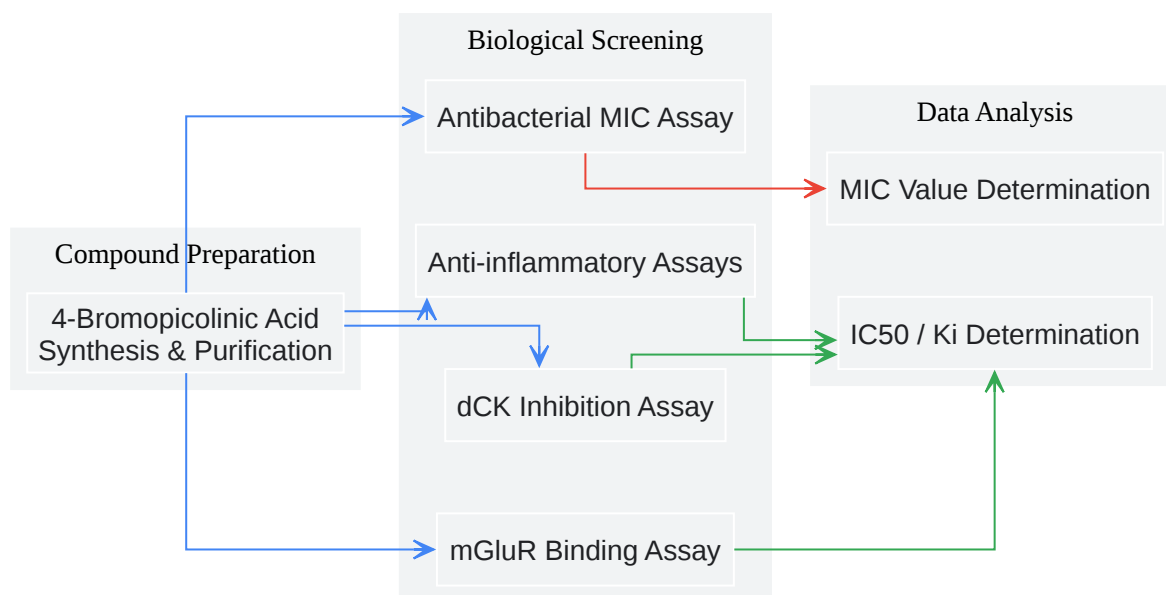 Biological Screening
Antibacterial MIC Assay
Data Analysis
MIC Value Determination
Compound Preparation
Anti-inflammatory Assays
4-Bromopicolinic Acid
Synthesis & Purification
IC50 / Ki Determination
dCK Inhibition Assay
mGluR Binding Assay